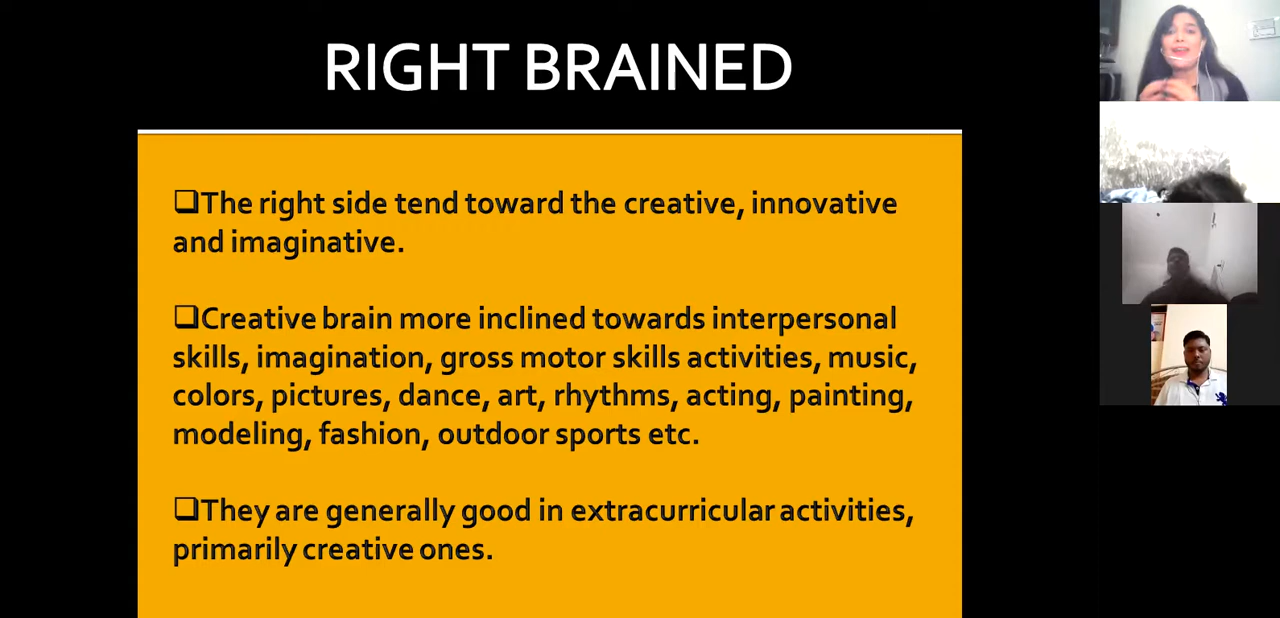 RIGHT BRAINED
❑The right side tend toward the creative, innovative
and imaginative.
❑Creative brain more inclined towards interpersonal
skills, imagination, gross motor skills activities, music,
colors, pictures, dance, art, rhythms, acting, painting,
modeling, fashion, outdoor sports etc.
❑They are generally good in extracurricular activities,
primarily creative ones.